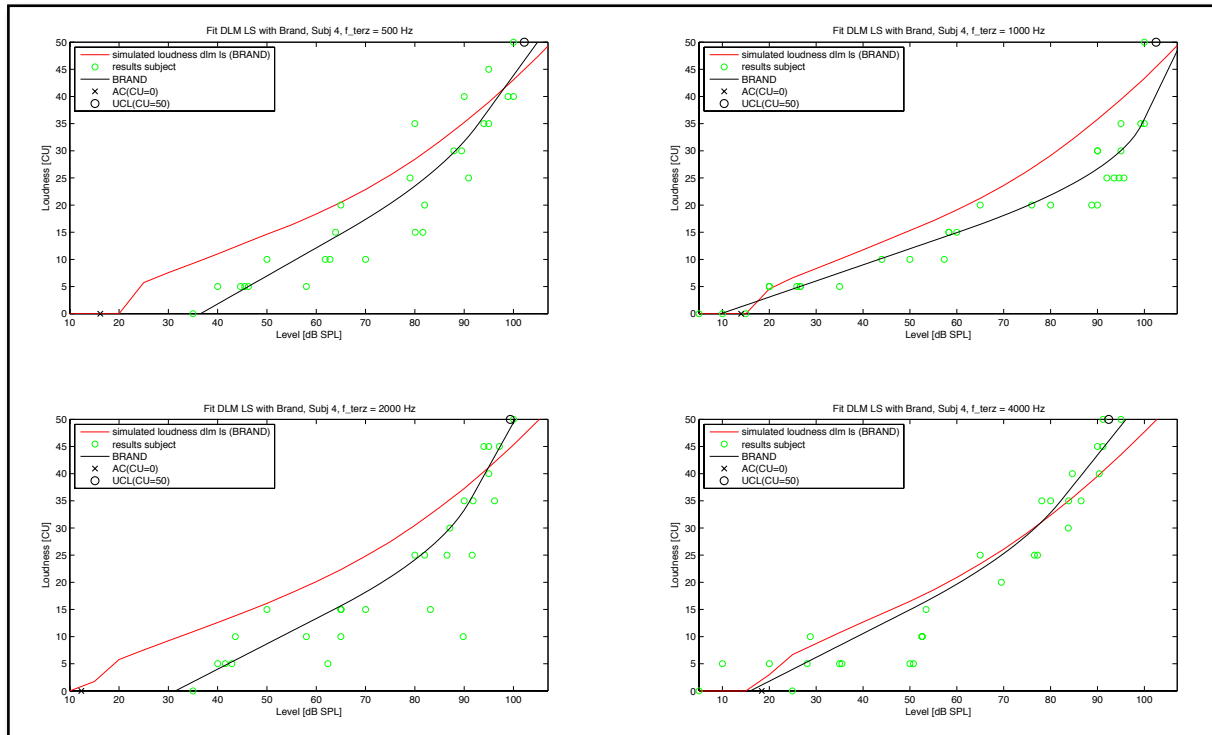 Fit DLM LS with Brand, Subj 4, f_terz = 500 Hz
50
45
40
35
30
25
20
15
10
5
0
Loudness [CU]
simulated loudness dlm ls (BRAND)
results subject
BRAND
AC(CU=0)
UCL(CU=50)
10 20 30 40 50 60 70 80 90 100
Level [dB SPL]
Fit DLM LS with Brand, Subj 4, f_terz = 1000 Hz
50
45
40
35
30
25
20
15
10
5
0
Loudness [CU]
simulated loudness dlm ls (BRAND)
results subject
BRAND
AC(CU=0)
UCL(CU=50)
10 20 30 40 50 60 70 80 90 100
Level [dB SPL]
Fit DLM LS with Brand, Subj 4, f_terz = 2000 Hz
50
45
40
35
30
25
20
15
10
5
0
Loudness [CU]
simulated loudness dlm ls (BRAND)
results subject
BRAND
AC(CU=0)
UCL(CU=50)
10 20 30 40 50 60 70 80 90 100
Level [dB SPL]
Fit DLM LS with Brand, Subj 4, f_terz = 4000 Hz
50
45
40
35
30
25
20
15
10
5
0
Loudness [CU]
simulated loudness dlm ls (BRAND)
results subject
BRAND
AC(CU=0)
UCL(CU=50)
10 20 30 40 50 60 70 80 90 100
Level [dB SPL]